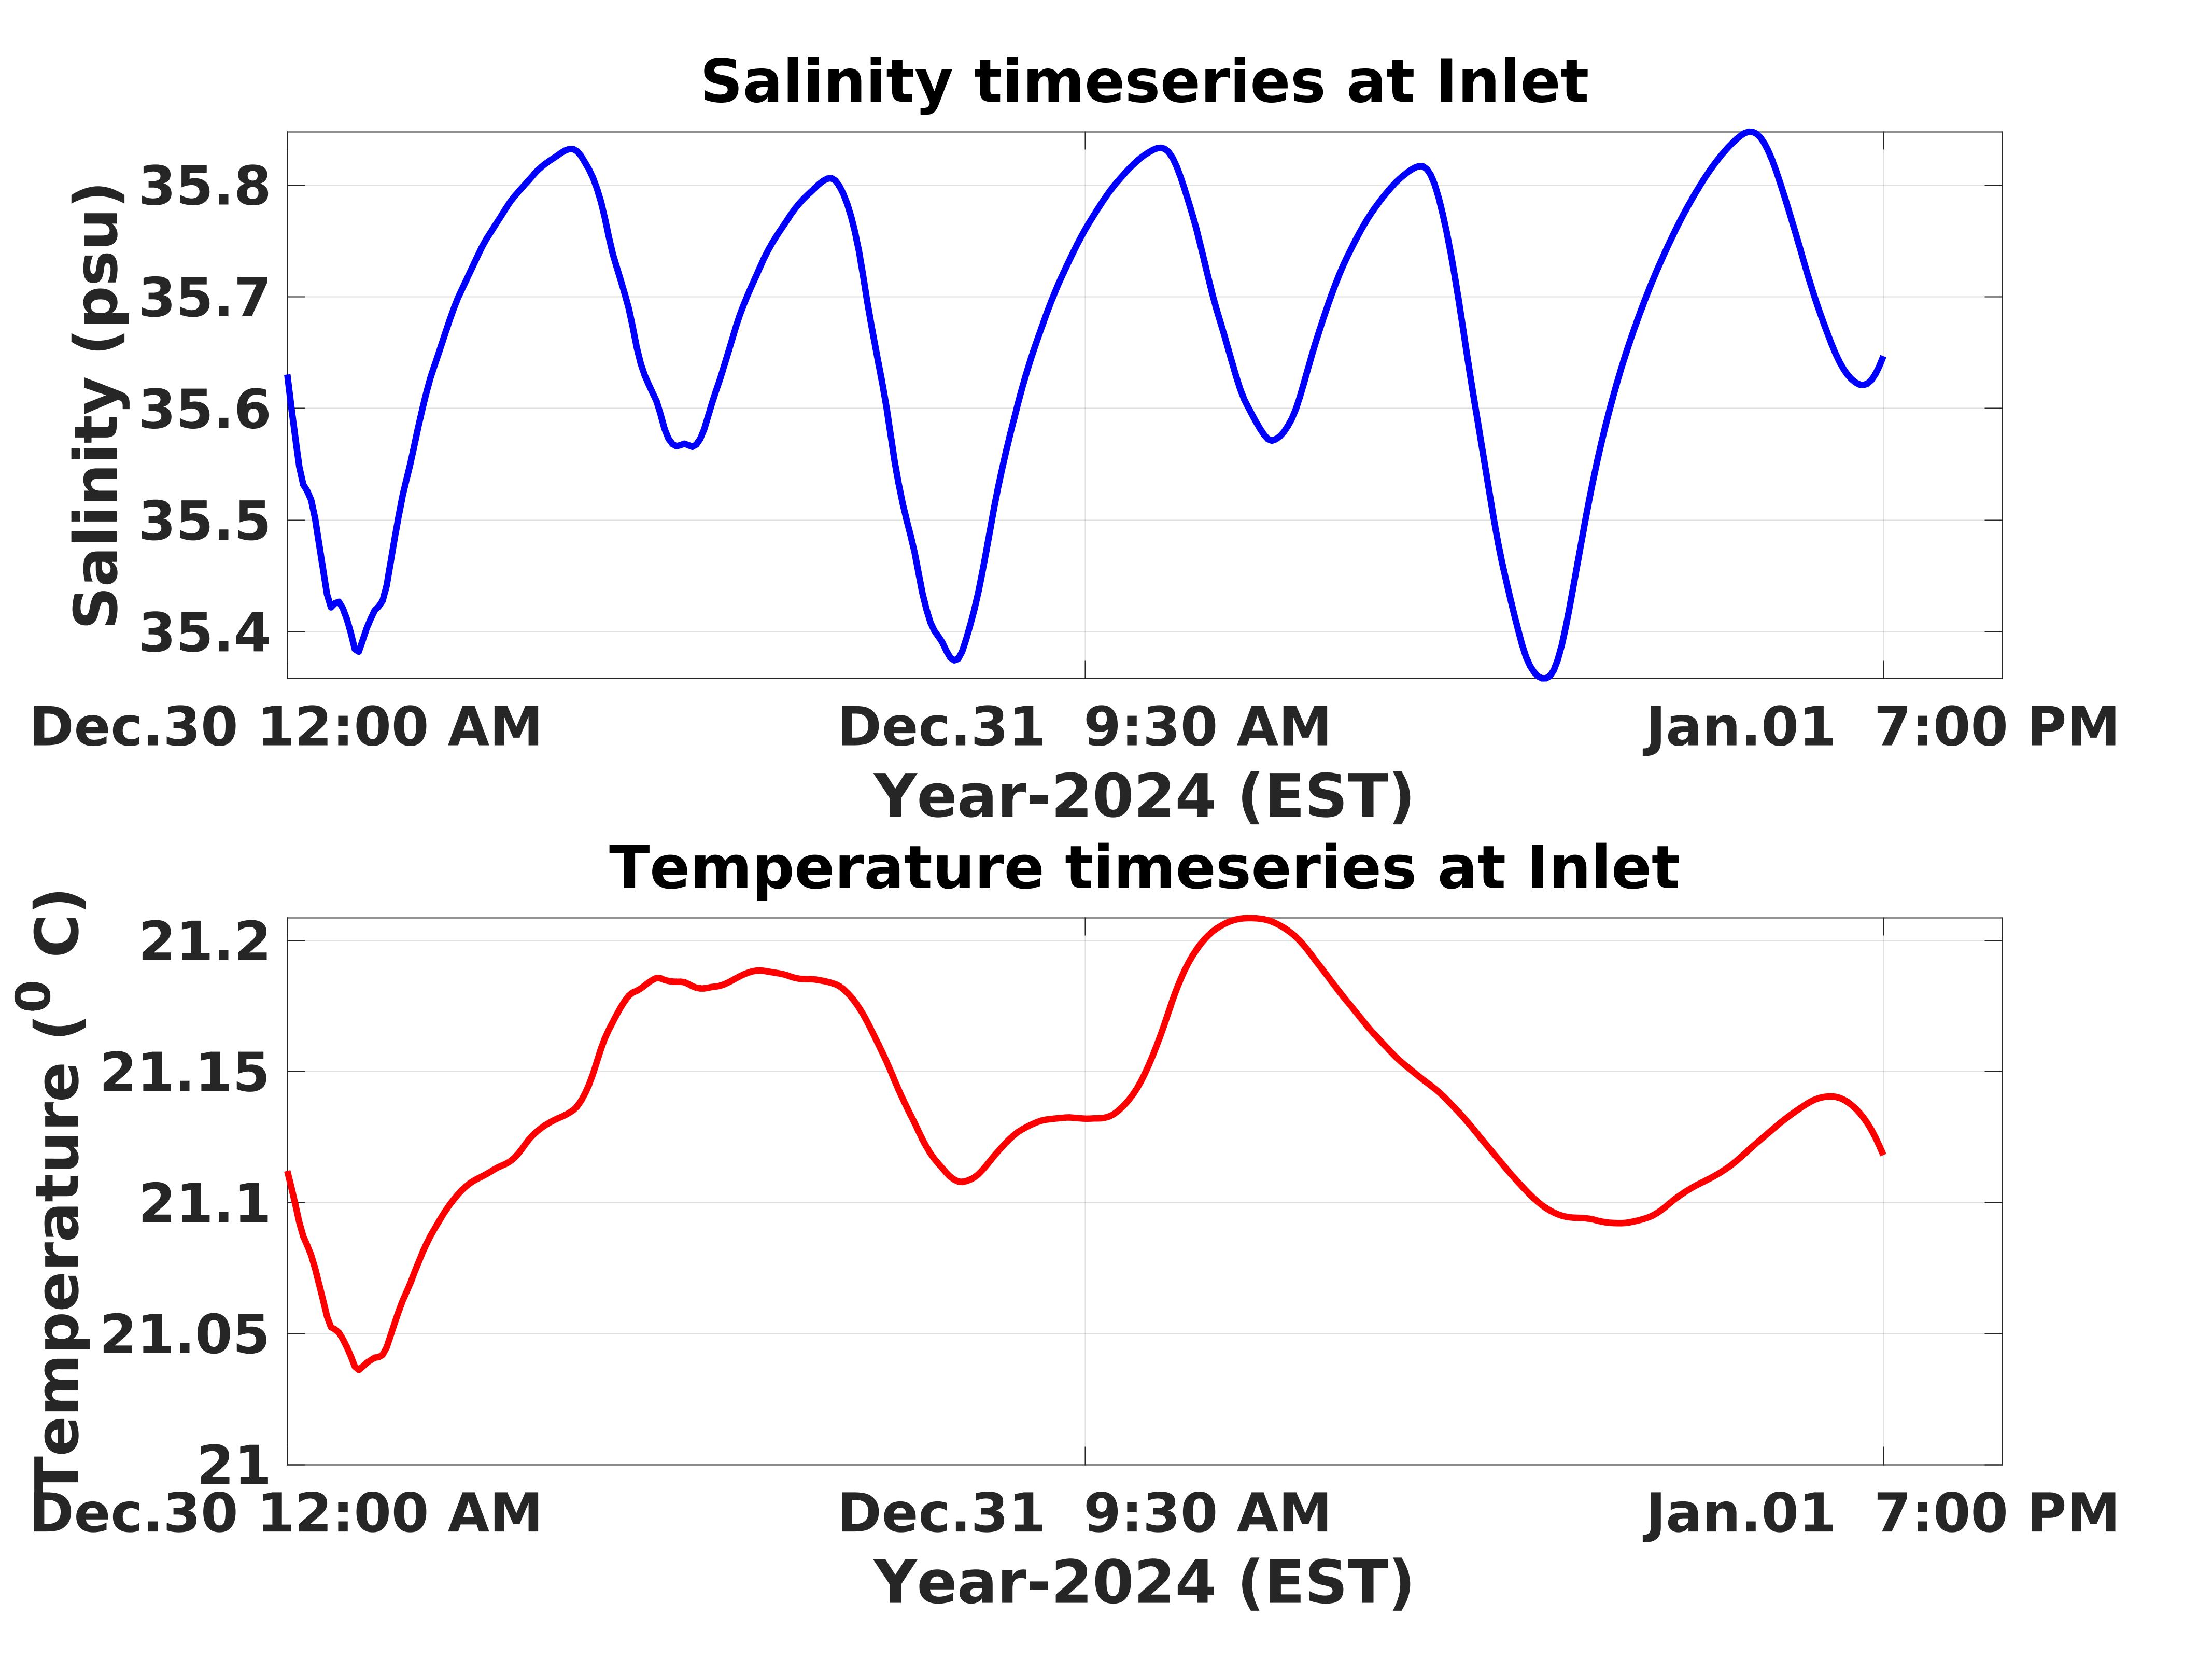 Salinity timeseries at Inlet
Salinity (psu)
35.8
35.7
35.6
35.5
35.4
Dec.30 12:00 AM Dec.31 9:30 AM Jan.01 7:00 PM
Year-2024 (EST)
Temperature timeseries at Inlet
Temperature (⁰ C)
21.2
21.15
21.1
21.05
21
Dec.30 12:00 AM Dec.31 9:30 AM Jan.01 7:00 PM
Year-2024 (EST)